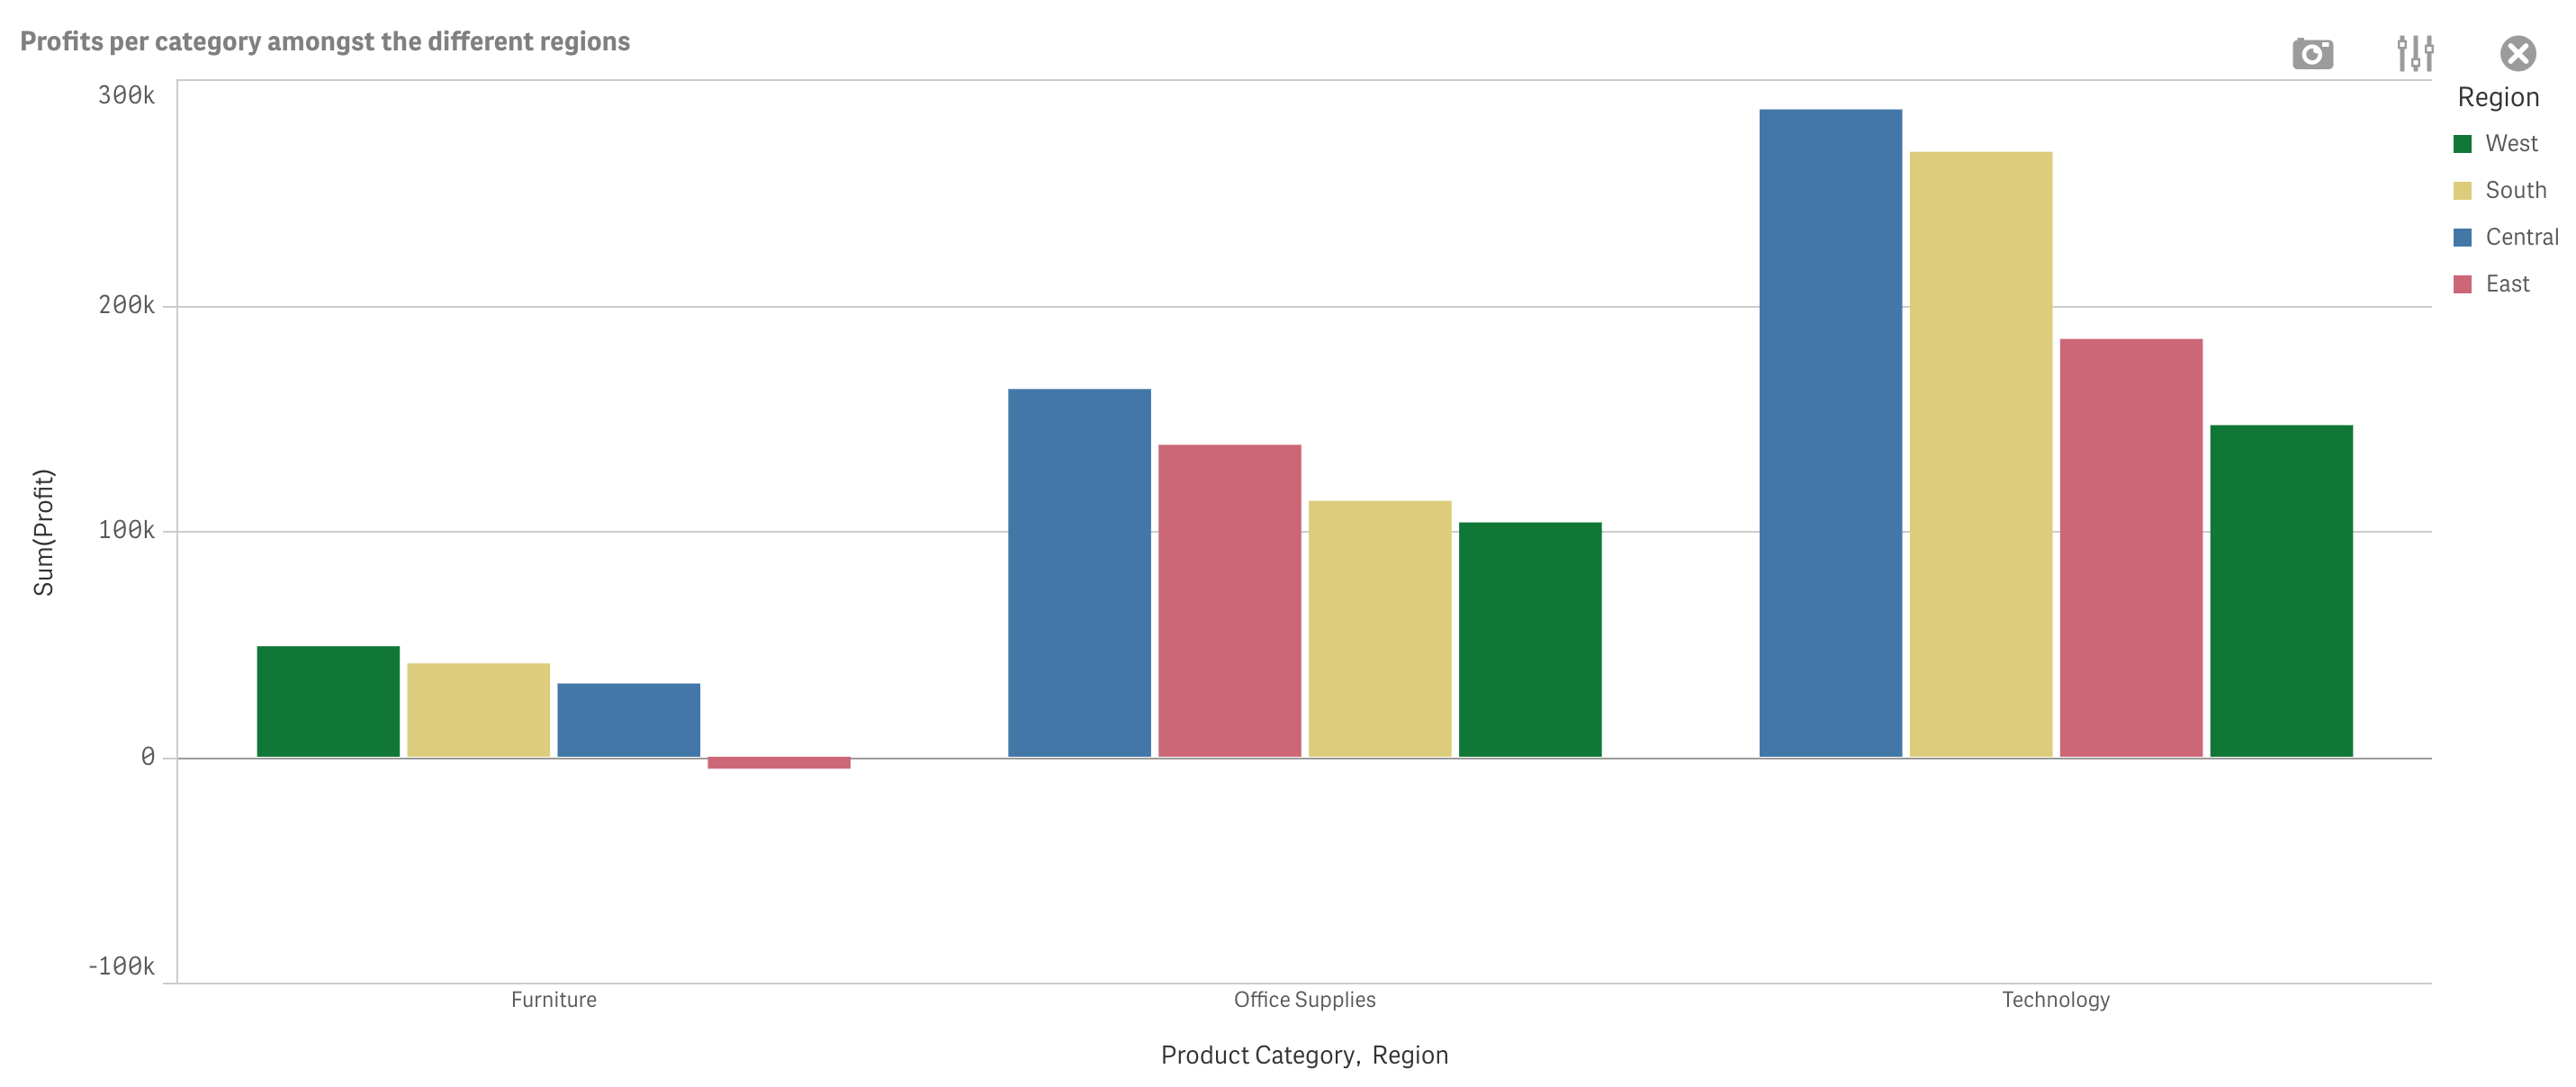 Profits per category amongst the different regions
300k
200k
100k
0
-100k
Sum(Profit)
Furniture
Office Supplies
Technology
Product Category, Region
Region
West
South
Central
East